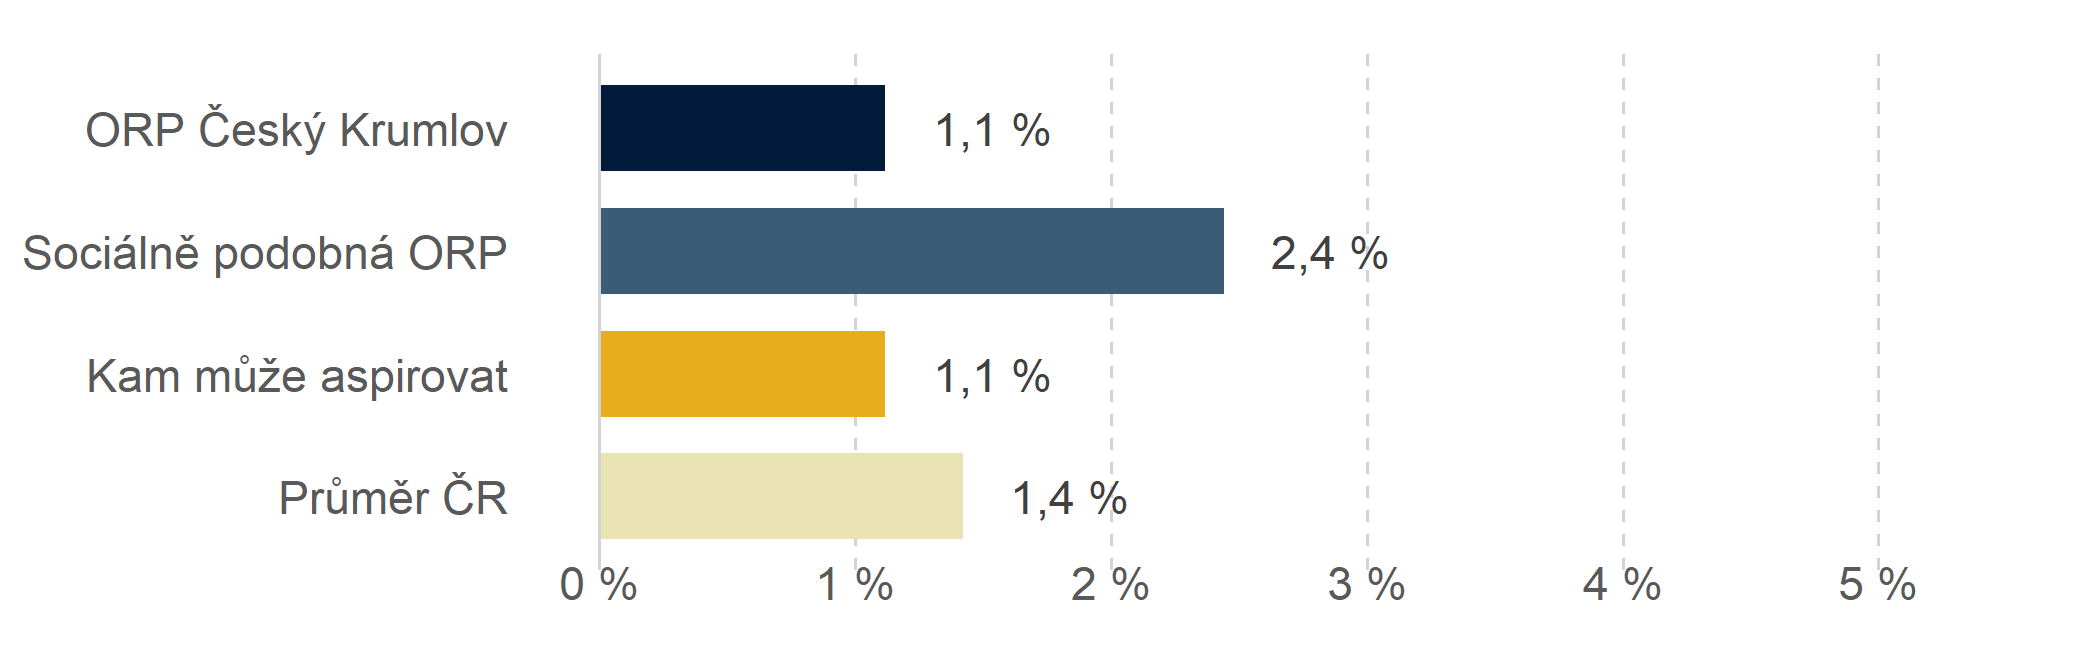 ORP Český Krumlov 1,1 %
Sociálně podobná ORP 2,4 %
Kam může aspirovat 1,1 %
Průměr ČR 1,4 %
0 % 1 % 2 % 3 % 4 % 5 %